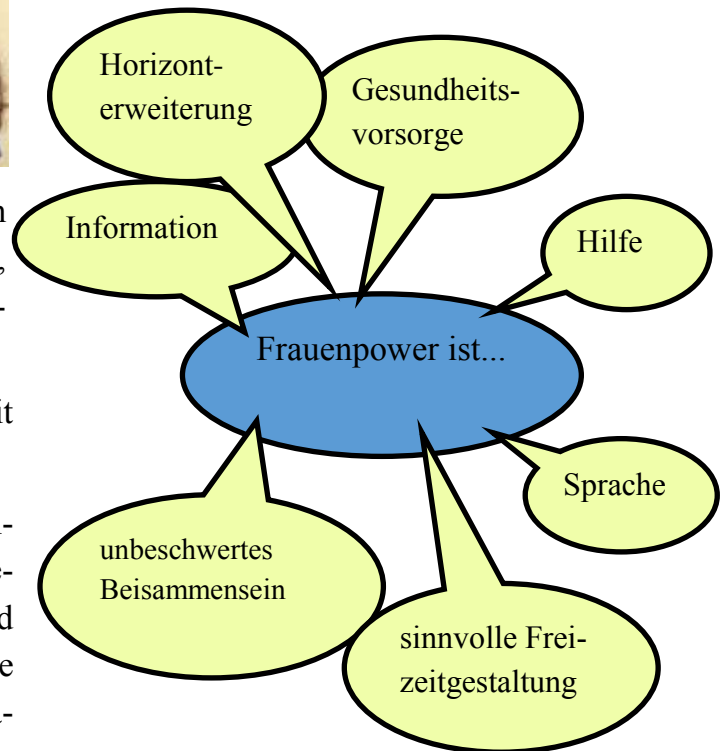 Horizont-
erweiterung
Gesundheits-
vorsorge
Information
Hilfe
Frauenpower ist...
Sprache
unbeschwertes
Beisammensein
sinnvolle Frei-
zeitgestaltung